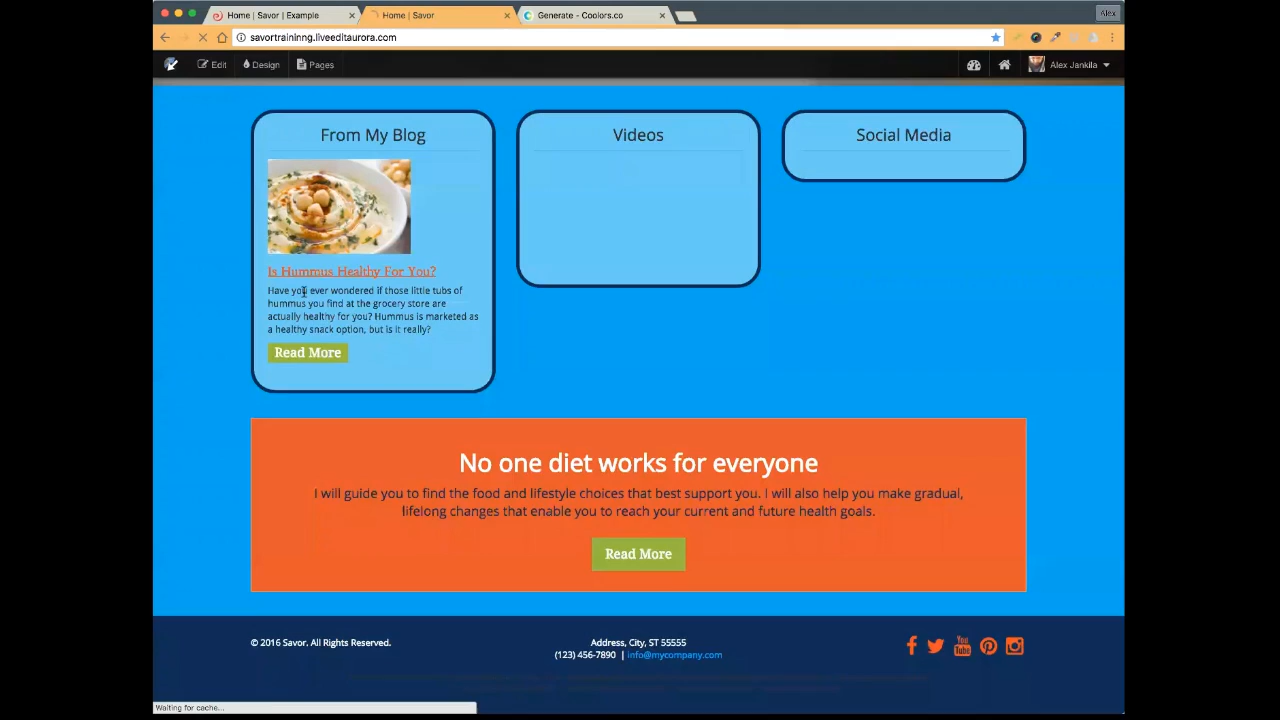 Home | Savor | Example
Home | Savor
Generate - Coolors.co
Alex
savortraininng.liveeditaurora.com
Edit
Design
Pages
Alex Jankila
From My Blog
Videos
Social Media
Is Hummus Healthy For You?
Have you ever wondered if those little tubs of
hummus you find at the grocery store are
actually healthy for you? Hummus is marketed as
a healthy snack option, but is it really?
Read More
No one diet works for everyone
I will guide you to find the food and lifestyle choices that best support you. I will also help you make gradual,
lifelong changes that enable you to reach your current and future health goals.
Read More
© 2016 Savor. All Rights Reserved.
Address, City, ST 55555
(123) 456-7890 | info@mycompany.com
You Tube
Waiting for cache...